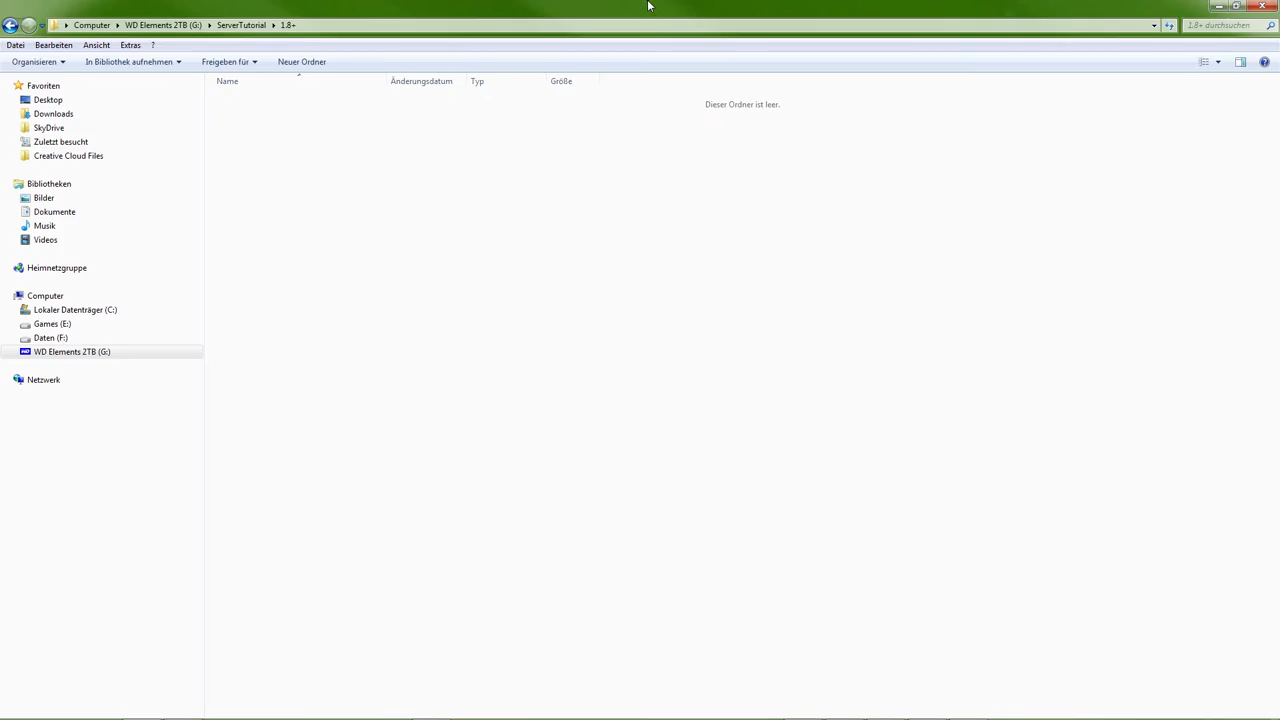 Computer WD Elements 2TB (G:) ServerTutorial 1.8+
1.8+ durchsuchen
Datei Bearbeiten Ansicht Extras ?
Organisieren In Bibliothek aufnehmen Freigeben für Neuer Ordner
Name Änderungsdatum Typ Größe
Dieser Ordner ist leer.
Favoriten
Desktop
Downloads
SkyDrive
Zuletzt besucht
Creative Cloud Files
Bibliotheken
Bilder
Dokumente
Musik
Videos
Heimnetzgruppe
Computer
Lokaler Datenträger (C:)
Games (E:)
Daten (F:)
WD Elements 2TB (G:)
Netzwerk